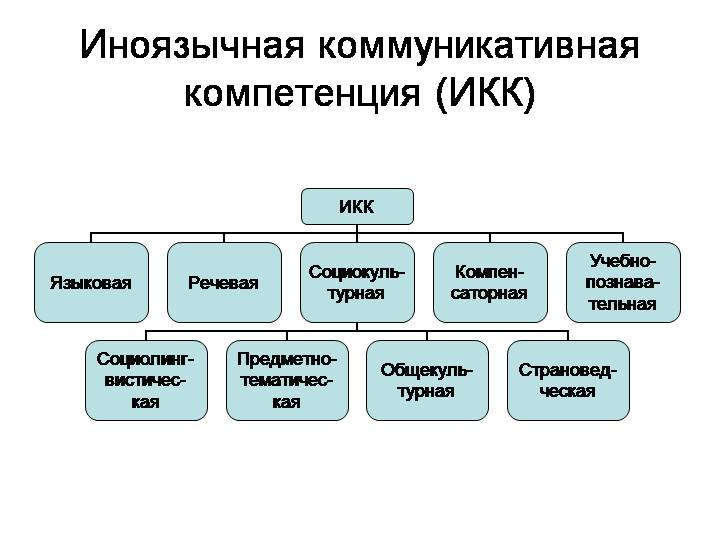 Иноязычная коммуникативная
компетенция (ИКК)
ИКК
Языковая
Речевая
Социокуль-
турная
Компен-
саторная
Учебно-
познава-
тельная
Социолинг-
вистичес-
кая
Предметно-
тематичес-
кая
Общекуль-
турная
Страновед-
ческая